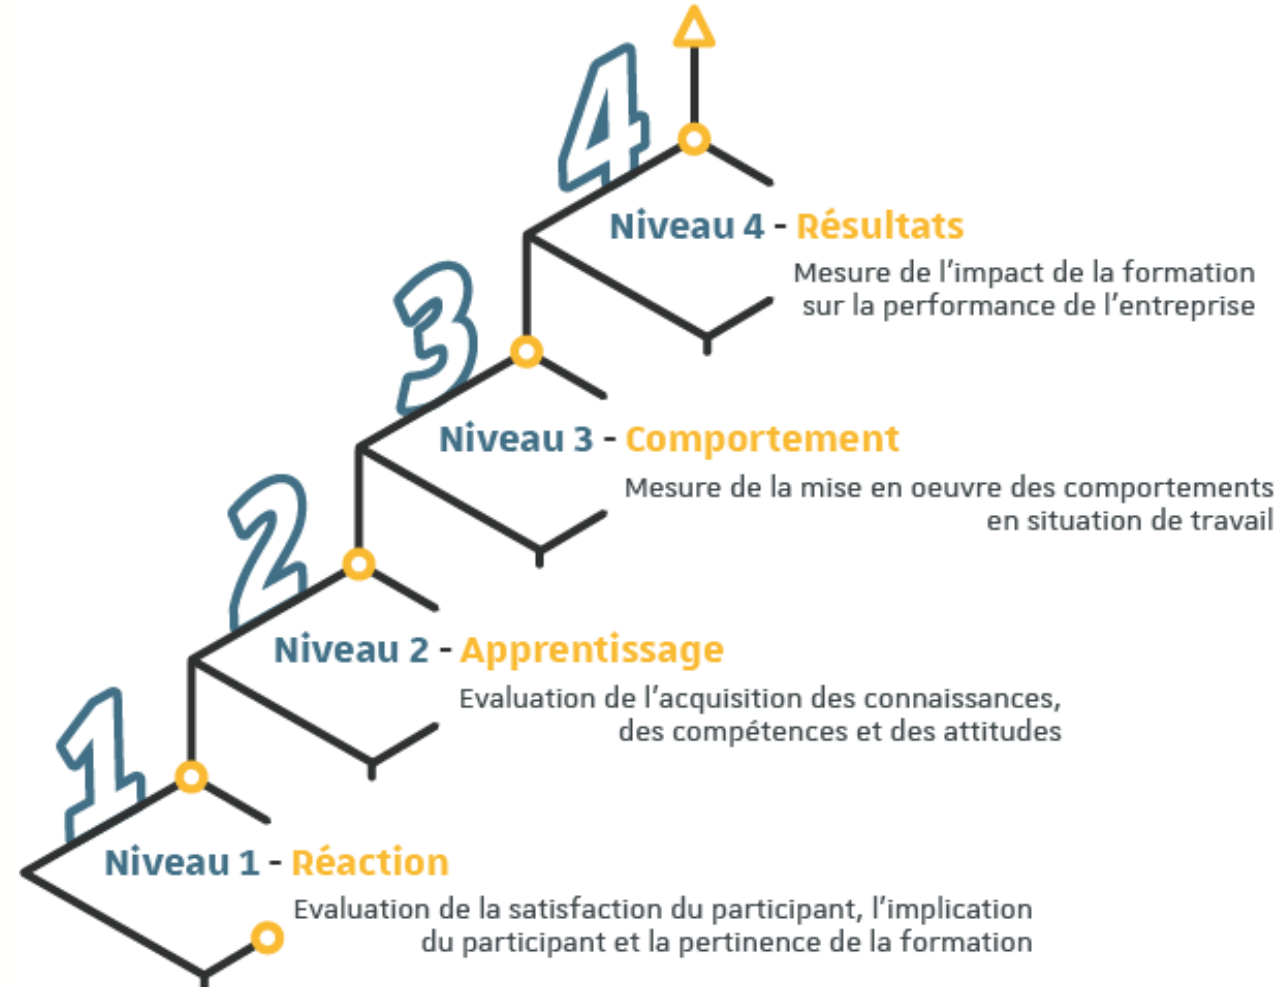 4
Niveau 4 - Résultats
Mesure de l'impact de la formation
sur la performance de l'entreprise
3
Niveau 3 - Comportement
Mesure de la mise en oeuvre des comportements
en situation de travail
2
Niveau 2 - Apprentissage
Evaluation de l'acquisition des connaissances,
des compétences et des attitudes
1
Niveau 1 - Réaction
Evaluation de la satisfaction du participant, l'implication
du participant et la pertinence de la formation